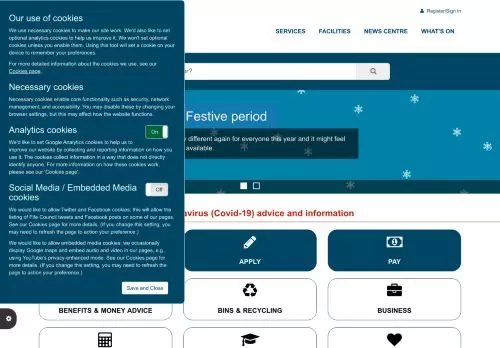 Register/Sign in
SERVICES FACILITIES NEWS CENTRE WHAT'S ON
Our use of cookies
We use necessary cookies to make our site work. We'd also like to set
optional analytics cookies to help us improve it. We won't set optional
cookies unless you enable them. Using this tool will set a cookie on your
device to remember your preferences.
For more detailed information about the cookies we use, see our
Cookies page.
Necessary cookies
Necessary cookies enable core functionality such as security, network
management, and accessibility. You may disable these by changing your
browser settings, but this may affect how the website functions.
Analytics cookies
On
We'd like to set Google Analytics cookies to help us to
improve our website by collecting and reporting information on how you
use it. The cookies collect information in a way that does not directly
identify anyone. For more information on how these cookies work,
please see our 'Cookies page'.
Social Media / Embedded Media
cookies
Off
We would like to allow Twitter and Facebook cookies; this will allow the
listing of Fife Council tweets and Facebook posts on some of our pages.
See our Cookies page for more details. (If you change this setting, you
may need to refresh the page to action your preference.)
We would like to allow embedded media cookies: we occasionally
display Google maps and embed audio and video in our pages, e.g.,
using YouTube's privacy-enhanced mode. See our Cookies page for more
details. (If you change this setting, you may need to refresh the
page to action your preference.)
Save and Close
Festive period
different again for everyone this year and it might feel
available.
(Covid-19) advice and information
APPLY
PAY
BENEFITS & MONEY ADVICE
BINS & RECYCLING
BUSINESS